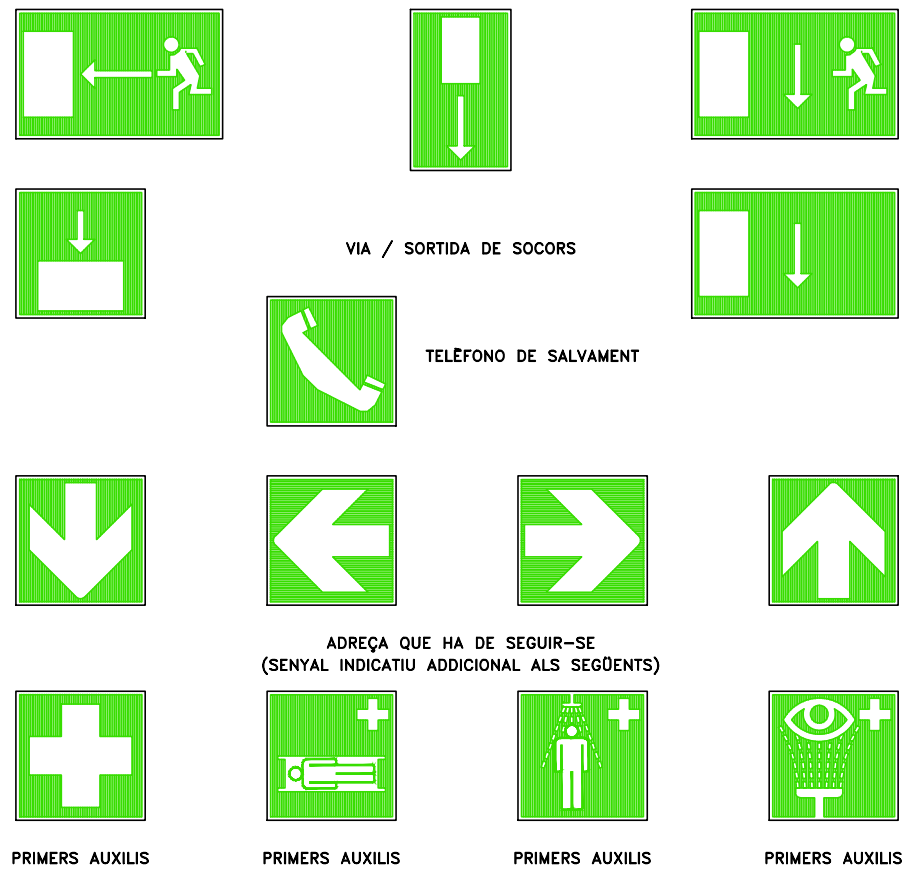 VIA / SORTIDA DE SOCORS
TELĒFONO DE SALVAMENT
ADREÇA QUE HA DE SEGUIR-SE
(SENYAL INDICATIU ADDICIONAL ALS SEGÜENTS)
PRIMERS AUXILIS PRIMERS AUXILIS PRIMERS AUXILIS PRIMERS AUXILIS